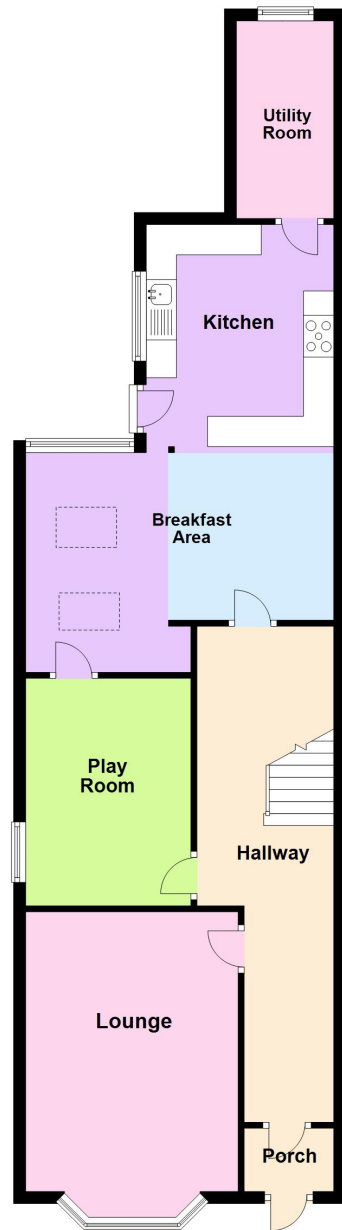 Utility
Room
Kitchen
Breakfast
Area
Play
Room
Hallway
Lounge
Porch